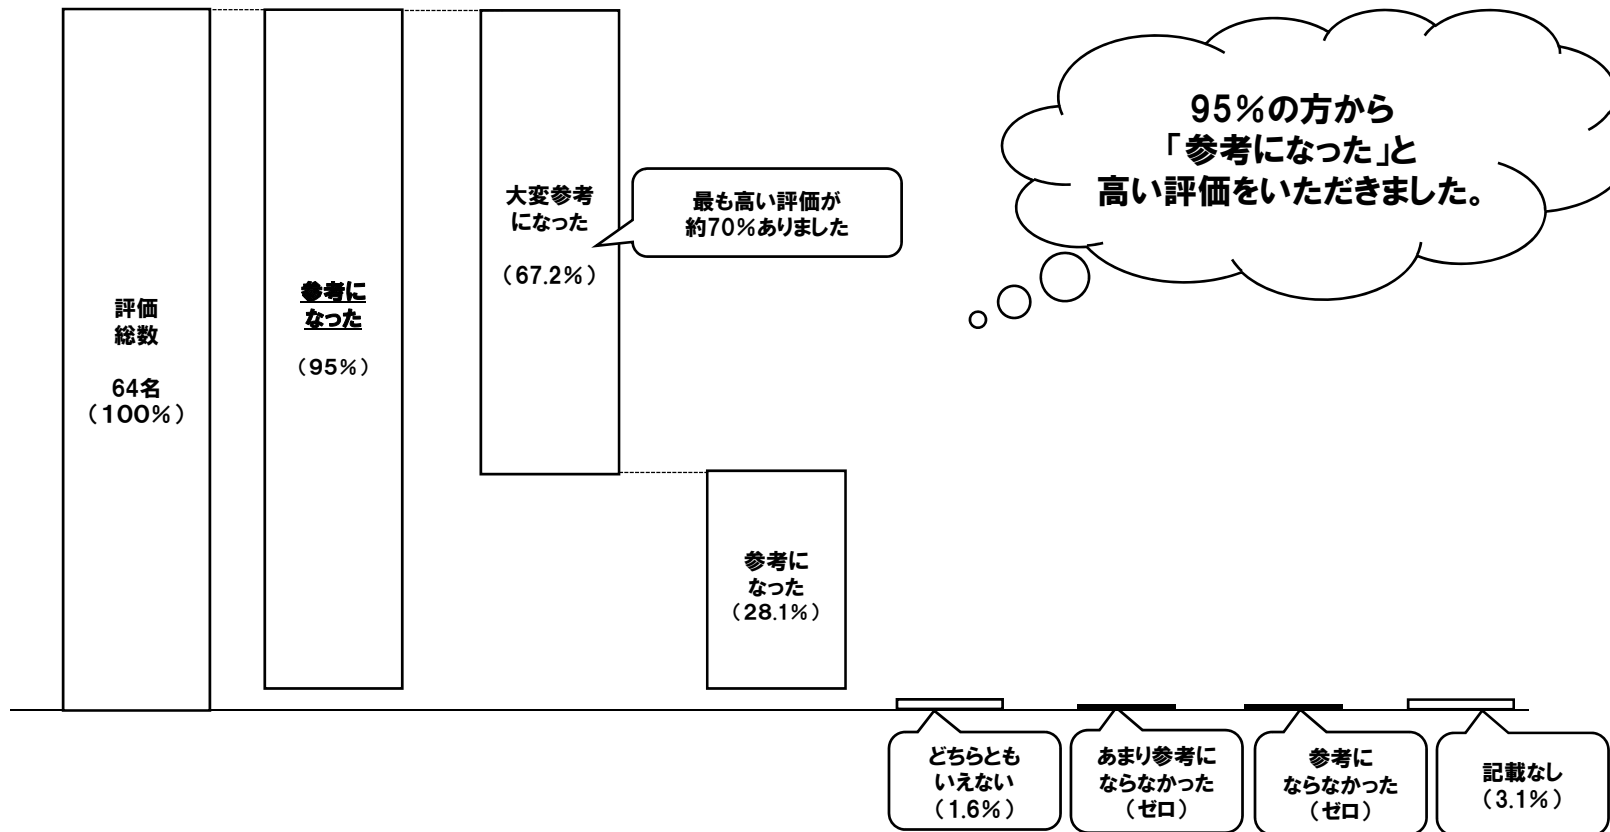 評価
総数
64名
（100%）
参考に
なった
（95%）
大変参考
になった
（67.2%）
最も高い評価が
約70%ありました
95%の方から
「参考になった」と
高い評価をいただきました。
参考に
なった
（28.1%）
どちらとも
いえない
（1.6%）
あまり参考に
ならなかった
（ゼロ）
参考に
ならなかった
（ゼロ）
記載なし
（3.1%）